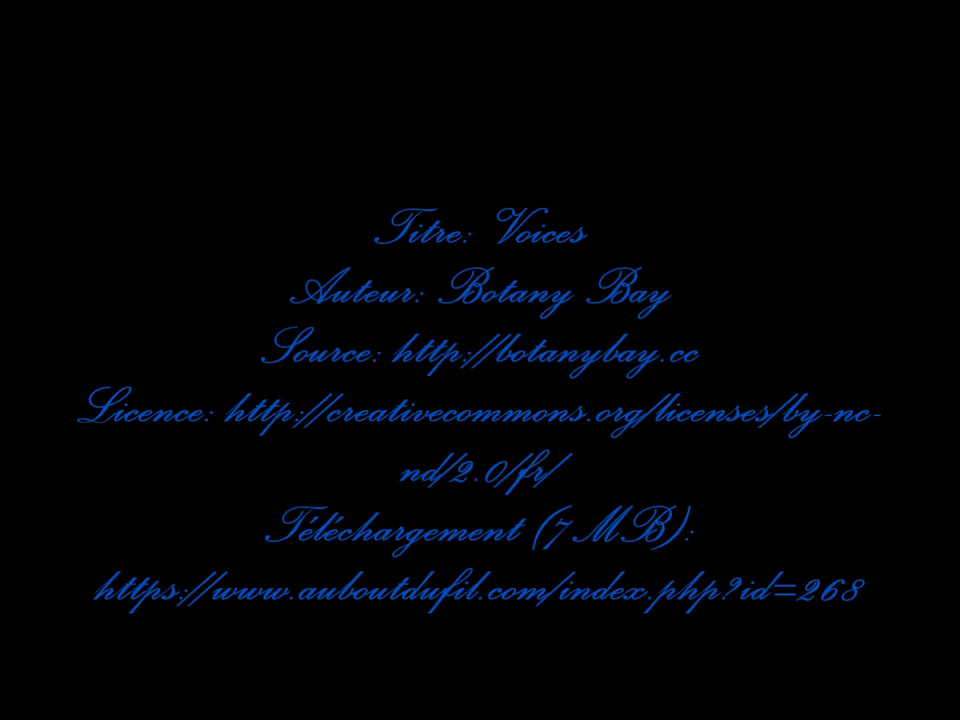 Titre: Voices
Auteur: Botany Bay
Source: http://botanybay.cc
Licence: http://creativecommons.org/licenses/by-nc-
nd/2.0/fr/
Téléchargement (7 MB):
https://www.auboutdufil.com/index.php?id=268